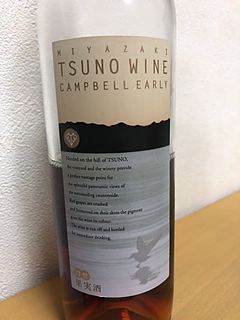 MIYAZAKI
TSUNO WINE
CAMPBELL EARLY
Nestled on the hill of TSUNO,
the vineyard and the winery provide
a perfect vantage point for
the splendid panoramic views of
the surrounding countryside.
Red grapes are crushed
and fermented on their skins-the pigment
gives the wine its colour.
The wine is run off and bottled
for immediate drinking.
果実酒